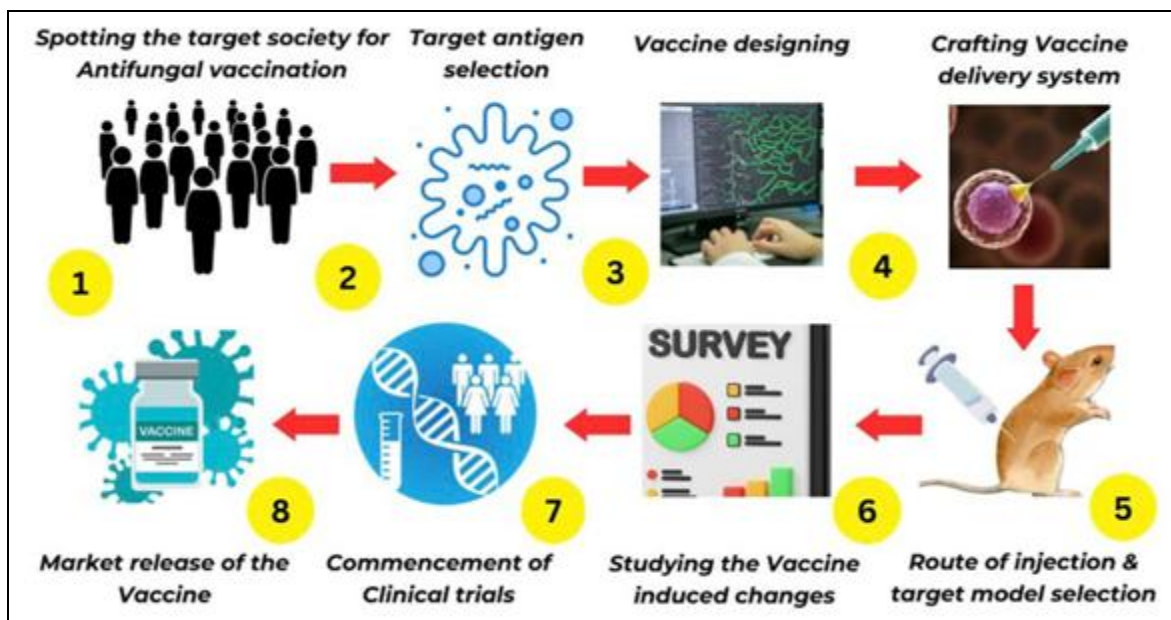 Spotting the target society for
Antifungal vaccination
Target antigen
selection
Vaccine designing
Crafting Vaccine
delivery system
1
2
3
4
SURVEY
VACCINE
8
7
6
5
Market release of the
Vaccine
Commencement of
Clinical trials
Studying the Vaccine
induced changes
Route of injection &
target model selection